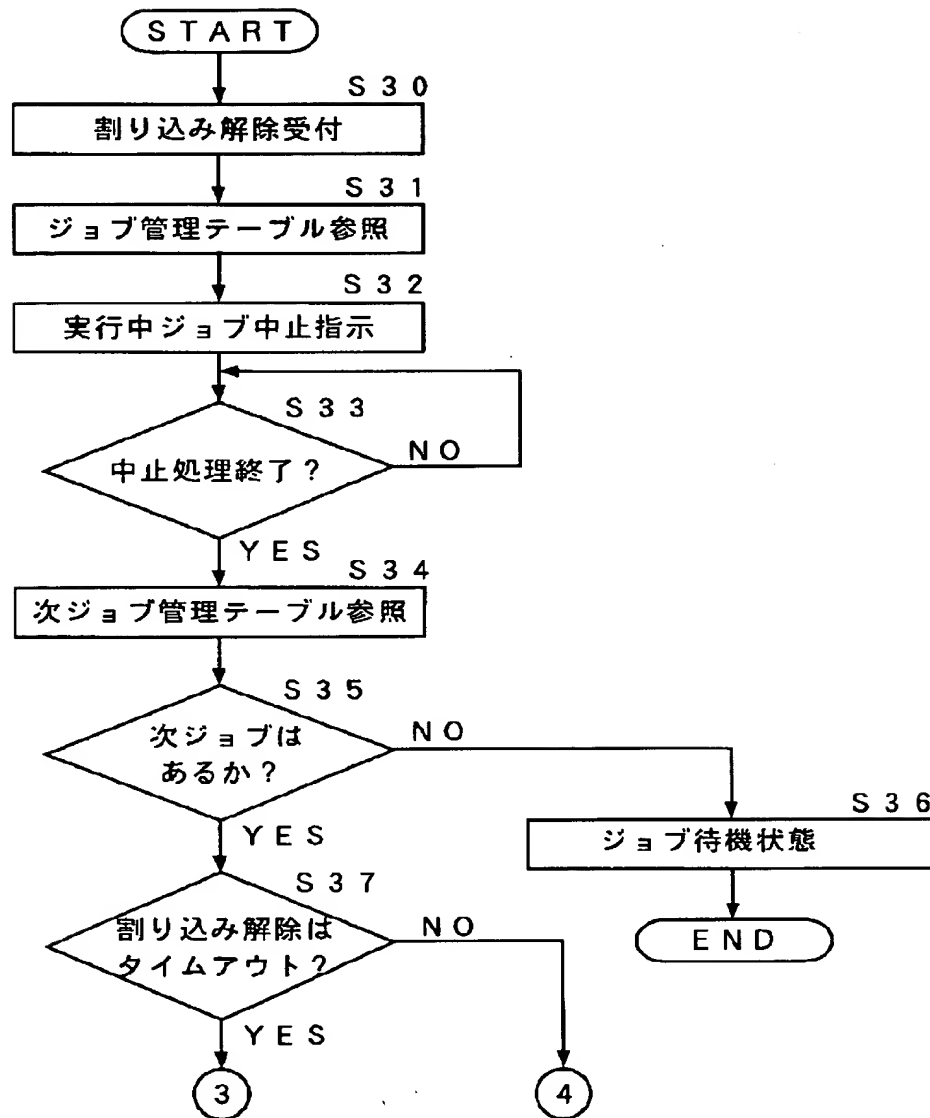 START
S30
割り込み解除受付
S31
ジョブ管理テーブル参照
S32
実行中ジョブ中止指示
S33
中止処理終了?
NO
YES
S34
次ジョブ管理テーブル参照
S35
次ジョブは
あるか?
NO
YES
S36
ジョブ待機状態
END
S37
割り込み解除は
タイムアウト?
NO
YES
3
4